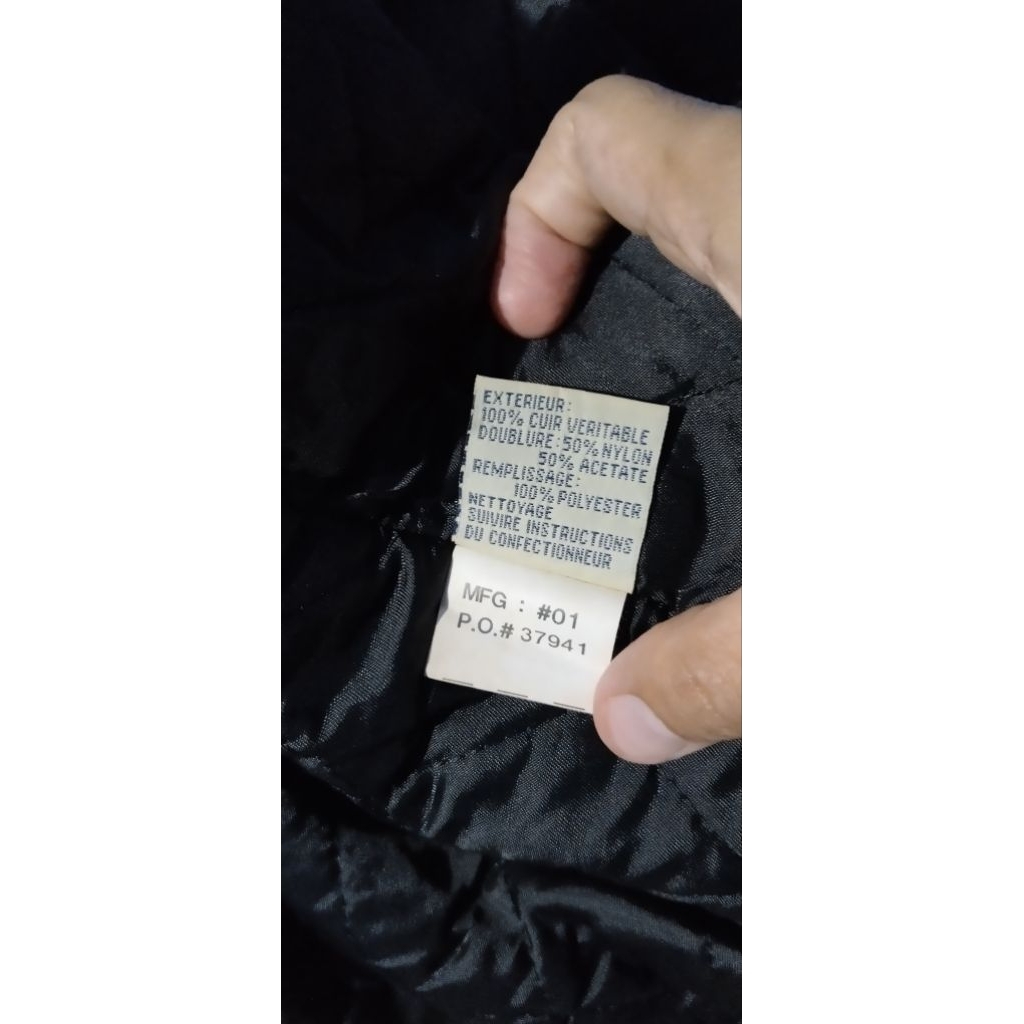 EXTERIEUR:
100% CUIR VERITABLE
DOUBLURE:50% NYLON
50% ACETATE
REMPLISSAGE:
100% POLYESTER
NETTOYAGE
SUIVIRE INSTRUCTIONS
DU CONFECTIONNEUR
MFG : #01
P.O.# 37941